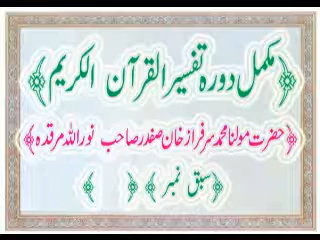 ﴿مکمل دورہ تفسیر القرآن الکریم﴾
﴿حضرت مولانا محمد سرفراز خان صفدر صاحب نور اللہ مرقدہ﴾
﴿سبق نمبر﴾ ﴿ ﴾